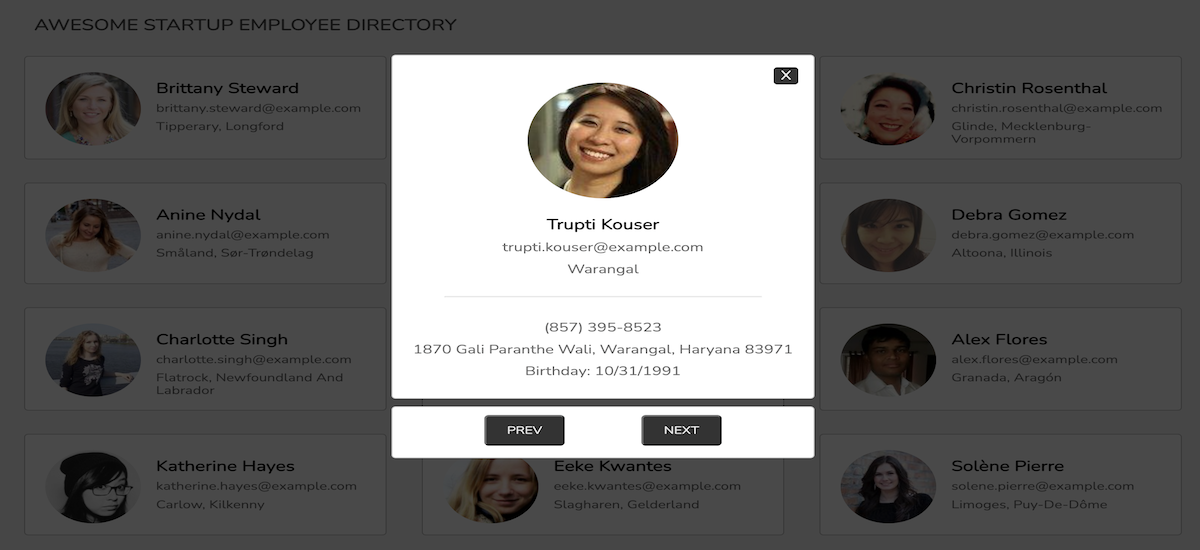 AWESOME STARTUP EMPLOYEE DIRECTORY
Brittany Steward
brittany.steward@example.com
Tipperary, Longford
X
Trupti Kouser
trupti.kouser@example.com
Warangal
(857) 395-8523
1870 Gali Paranthe Wali, Warangal, Haryana 83971
Birthday: 10/31/1991
PREV
NEXT
Christin Rosenthal
christin.rosenthal@example.com
Glinde, Mecklenburg-
Vorpommern
Anine Nydal
anine.nydal@example.com
Småland, Sør-Trøndelag
Debra Gomez
debra.gomez@example.com
Altoona, Illinois
Charlotte Singh
charlotte.singh@example.com
Flatrock, Newfoundland And
Labrador
Alex Flores
alex.flores@example.com
Granada, Aragón
Katherine Hayes
katherine.hayes@example.com
Carlow, Kilkenny
Eeke Kwantes
eeke.kwantes@example.com
Slagharen, Gelderland
Solène Pierre
solene.pierre@example.com
Limoges, Puy-De-Dôme